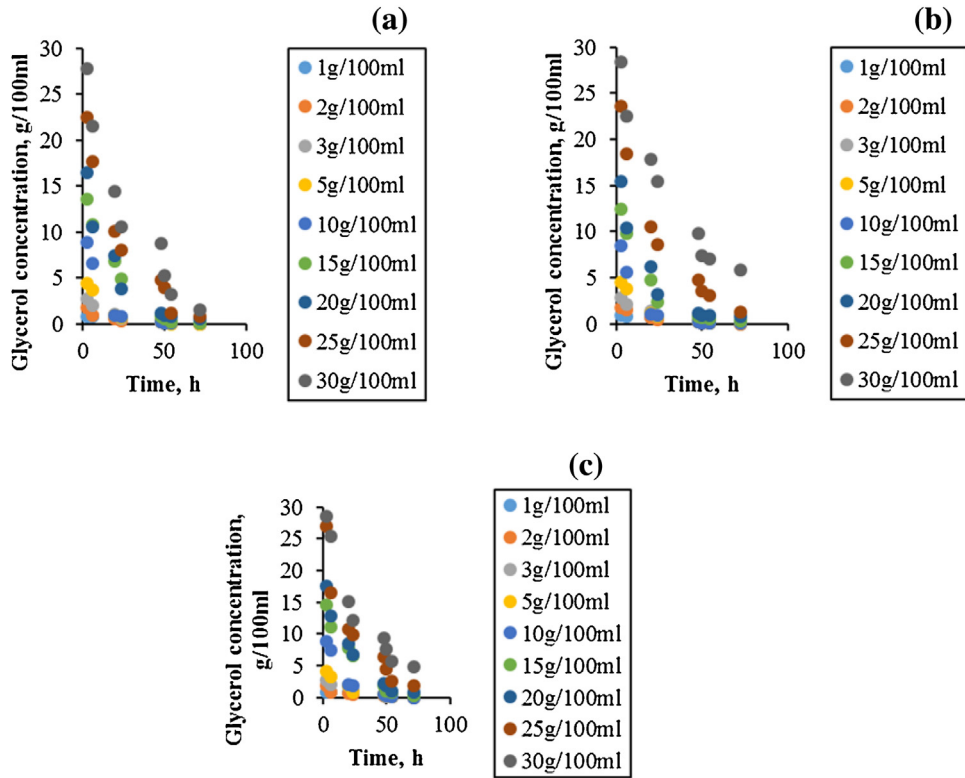 (a)
Glycerol concentration, g/100ml
30
25
20
15
10
5
0
0 50 100
Time, h
1g/100ml
2g/100ml
3g/100ml
5g/100ml
10g/100ml
15g/100ml
20g/100ml
25g/100ml
30g/100ml
(b)
Glycerol concentration, g/100ml
30
25
20
15
10
5
0
0 50 100
Time, h
1g/100ml
2g/100ml
3g/100ml
5g/100ml
10g/100ml
15g/100ml
20g/100ml
25g/100ml
30g/100ml
(c)
Glycerol concentration,
g/100ml
30
25
20
15
10
5
0
0 50 100
Time, h
1g/100ml
2g/100ml
3g/100ml
5g/100ml
10g/100ml
15g/100ml
20g/100ml
25g/100ml
30g/100ml